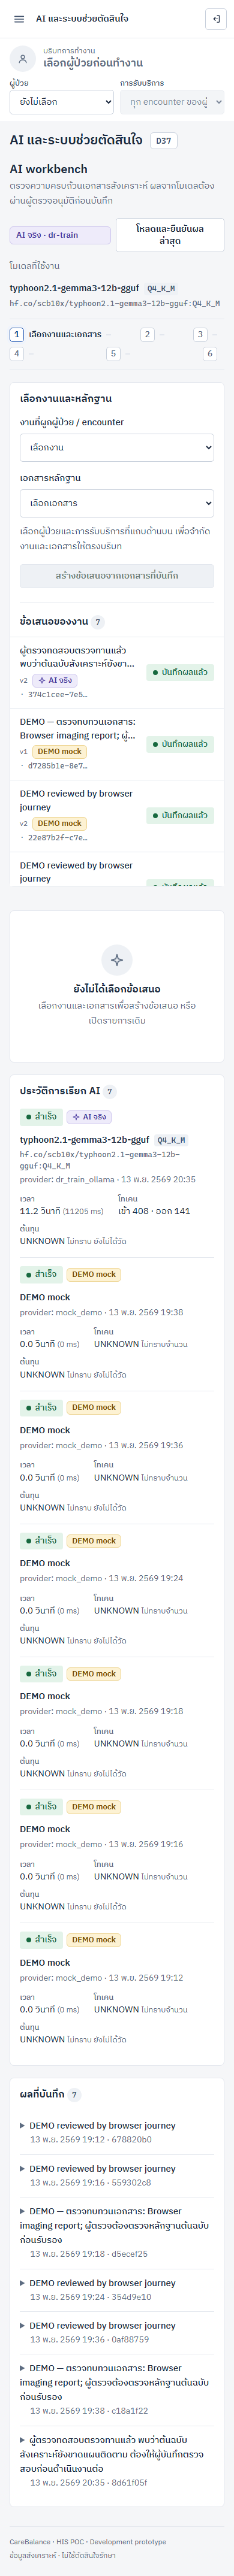 AI และระบบช่วยตัดสินใจ
บริบทการทำงาน
เลือกผู้ป่วยก่อนทำงาน
ผู้ป่วย
การรับบริการ
ยังไม่เลือก
ทุก encounter ของผู้
AI และระบบช่วยตัดสินใจ D37
AI workbench
ตรวจความครบถ้วนเอกสารสังเคราะห์ ผลจากโมเดลต้อง
ผ่านผู้ตรวจอนุมัติก่อนบันทึก
AI จริง · dr-train
โหลดและยืนยันผล
ล่าสุด
โมเดลที่ใช้งาน
typhoon2.1-gemma3-12b-gguf Q4_K_M
hf.co/scb10x/typhoon2.1-gemma3-12b-gguf:Q4_K_M
1 เลือกงานและเอกสาร
2
3
4
5
6
เลือกงานและหลักฐาน
งานที่ผูกผู้ป่วย / encounter
เลือกงาน
เอกสารหลักฐาน
เลือกเอกสาร
เลือกผู้ป่วยและการรับบริการที่แถบด้านบน เพื่อจำกัด
งานและเอกสารให้ตรงบริบท
สร้างข้อเสนอจากเอกสารที่บันทึก
ข้อเสนอของงาน 7
ผู้ตรวจทดสอบตรวจทานแล้ว
พบว่าต้นฉบับสังเคราะห์ยังขา…
v2 AI จริง
· 374c1cee-7e5…
บันทึกผลแล้ว
DEMO — ตรวจทบทวนเอกสาร:
Browser imaging report; ผู้…
v1 DEMO mock
· d7285b1e-8e7…
บันทึกผลแล้ว
DEMO reviewed by browser
journey
v2 DEMO mock
· 22e87b2f-c7e…
บันทึกผลแล้ว
DEMO reviewed by browser
journey
ยังไม่ได้เลือกข้อเสนอ
เลือกงานและเอกสารเพื่อสร้างข้อเสนอ หรือ
เปิดรายการเดิม
ประวัติการเรียก AI 7
สำเร็จ AI จริง
typhoon2.1-gemma3-12b-gguf Q4_K_M
hf.co/scb10x/typhoon2.1-gemma3-12b-
gguf:Q4_K_M
provider: dr_train_ollama · 13 พ.ย. 2569 20:35
เวลา
โทเคน
11.2 วินาที (11205 ms)
เข้า 408 · ออก 141
ต้นทุน
UNKNOWN ไม่ทราบ ยังไม่ได้วัด
สำเร็จ DEMO mock
DEMO mock
provider: mock_demo · 13 พ.ย. 2569 19:38
เวลา
โทเคน
0.0 วินาที (0 ms)
UNKNOWN ไม่ทราบจำนวน
ต้นทุน
UNKNOWN ไม่ทราบ ยังไม่ได้วัด
สำเร็จ DEMO mock
DEMO mock
provider: mock_demo · 13 พ.ย. 2569 19:36
เวลา
โทเคน
0.0 วินาที (0 ms)
UNKNOWN ไม่ทราบจำนวน
ต้นทุน
UNKNOWN ไม่ทราบ ยังไม่ได้วัด
สำเร็จ DEMO mock
DEMO mock
provider: mock_demo · 13 พ.ย. 2569 19:24
เวลา
โทเคน
0.0 วินาที (0 ms)
UNKNOWN ไม่ทราบจำนวน
ต้นทุน
UNKNOWN ไม่ทราบ ยังไม่ได้วัด
สำเร็จ DEMO mock
DEMO mock
provider: mock_demo · 13 พ.ย. 2569 19:18
เวลา
โทเคน
0.0 วินาที (0 ms)
UNKNOWN ไม่ทราบจำนวน
ต้นทุน
UNKNOWN ไม่ทราบ ยังไม่ได้วัด
สำเร็จ DEMO mock
DEMO mock
provider: mock_demo · 13 พ.ย. 2569 19:16
เวลา
โทเคน
0.0 วินาที (0 ms)
UNKNOWN ไม่ทราบจำนวน
ต้นทุน
UNKNOWN ไม่ทราบ ยังไม่ได้วัด
สำเร็จ DEMO mock
DEMO mock
provider: mock_demo · 13 พ.ย. 2569 19:12
เวลา
โทเคน
0.0 วินาที (0 ms)
UNKNOWN ไม่ทราบจำนวน
ต้นทุน
UNKNOWN ไม่ทราบ ยังไม่ได้วัด
ผลที่บันทึก 7
DEMO reviewed by browser journey
13 พ.ย. 2569 19:12 · 678820b0
DEMO reviewed by browser journey
13 พ.ย. 2569 19:16 · 559302c8
DEMO — ตรวจทบทวนเอกสาร: Browser
imaging report; ผู้ตรวจต้องตรวจหลักฐานต้นฉบับ
ก่อนรับรอง
13 พ.ย. 2569 19:18 · d5ecef25
DEMO reviewed by browser journey
13 พ.ย. 2569 19:24 · 354d9e10
DEMO reviewed by browser journey
13 พ.ย. 2569 19:36 · 0af88759
DEMO — ตรวจทบทวนเอกสาร: Browser
imaging report; ผู้ตรวจต้องตรวจหลักฐานต้นฉบับ
ก่อนรับรอง
13 พ.ย. 2569 19:38 · c18a1f22
ผู้ตรวจทดสอบตรวจทานแล้ว พบว่าต้นฉบับ
สังเคราะห์ยังขาดแผนติดตาม ต้องให้ผู้บันทึกตรวจ
สอบก่อนดำเนินงานต่อ
13 พ.ย. 2569 20:35 · 8d61f05f
CareBalance · HIS POC · Development prototype
ข้อมูลสังเคราะห์ · ไม่ใช้ตัดสินใจรักษา